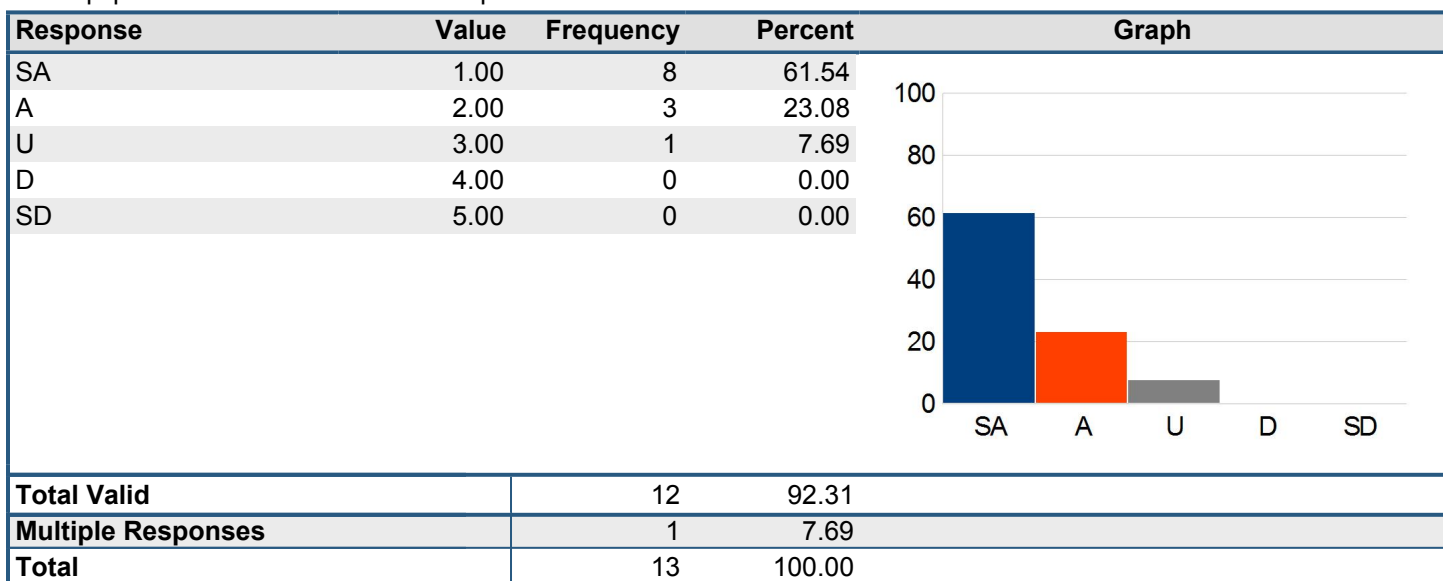 Response Value Frequency Percent Graph
SA 1.00 8 61.54
A 2.00 3 23.08
U 3.00 1 7.69
D 4.00 0 0.00
SD 5.00 0 0.00
100
80
60
40
20
0
SA A U D SD
Total Valid 12 92.31
Multiple Responses 1 7.69
Total 13 100.00